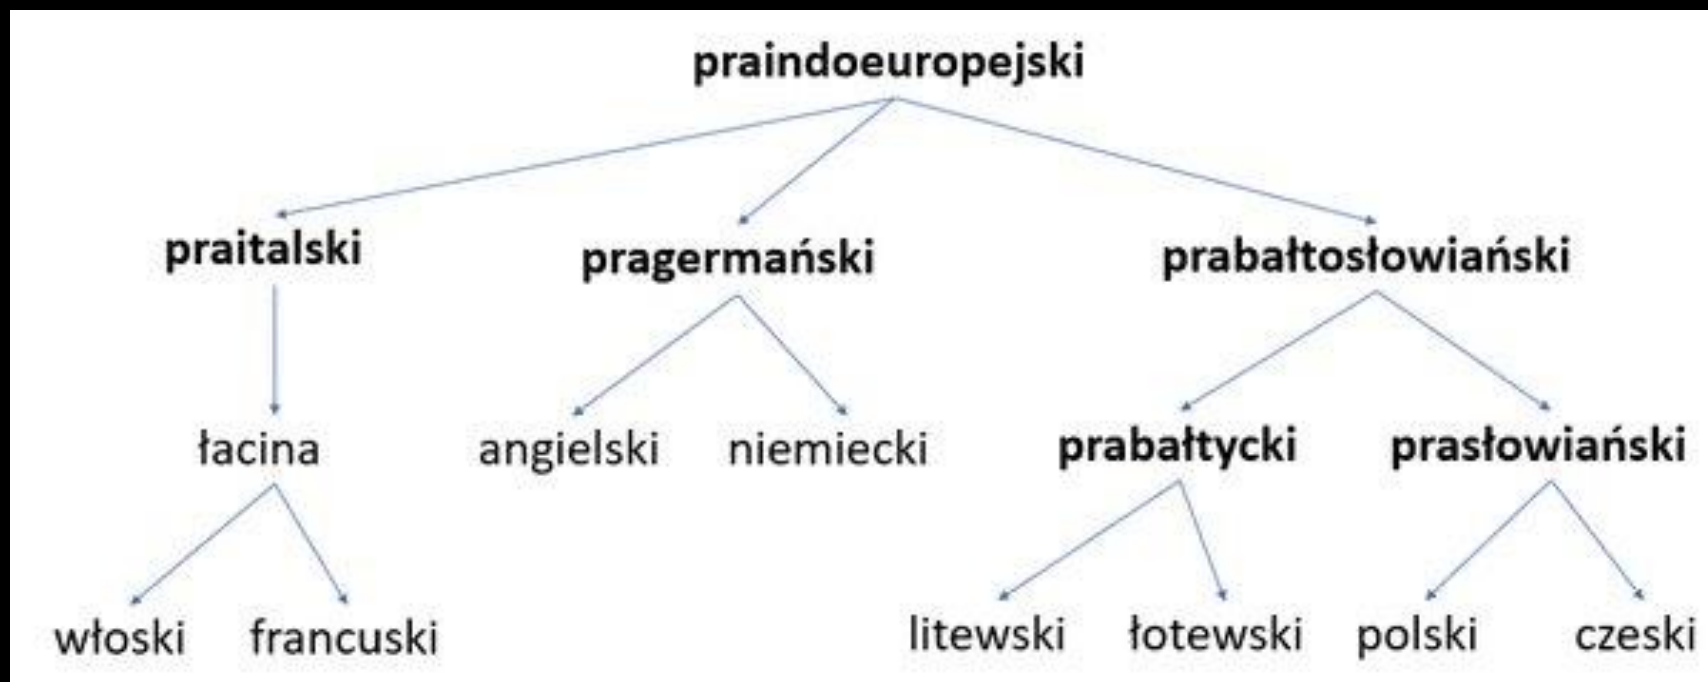 praindoeuropejski
praitalski pragermański prabałtosłowiański
łacina angielski niemiecki prabałtycki prasłowiański
włoski francuski litewski łotewski polski czeski